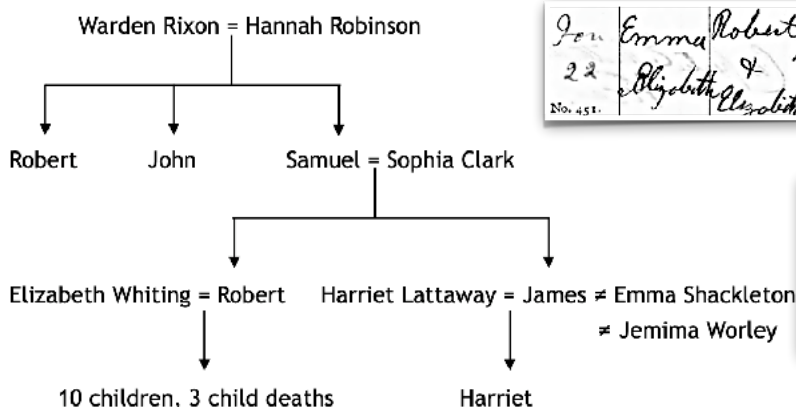 Warden Rixon = Hannah Robinson
Jan
22
No. 451.
Emma
Elizabeth
Robert
&
Elizabeth
Robert
John
Samuel = Sophia Clark
Elizabeth Whiting = Robert
Harriet Lattaway = James ≠ Emma Shackleton
≠ Jemima Worley
10 children, 3 child deaths
Harriet